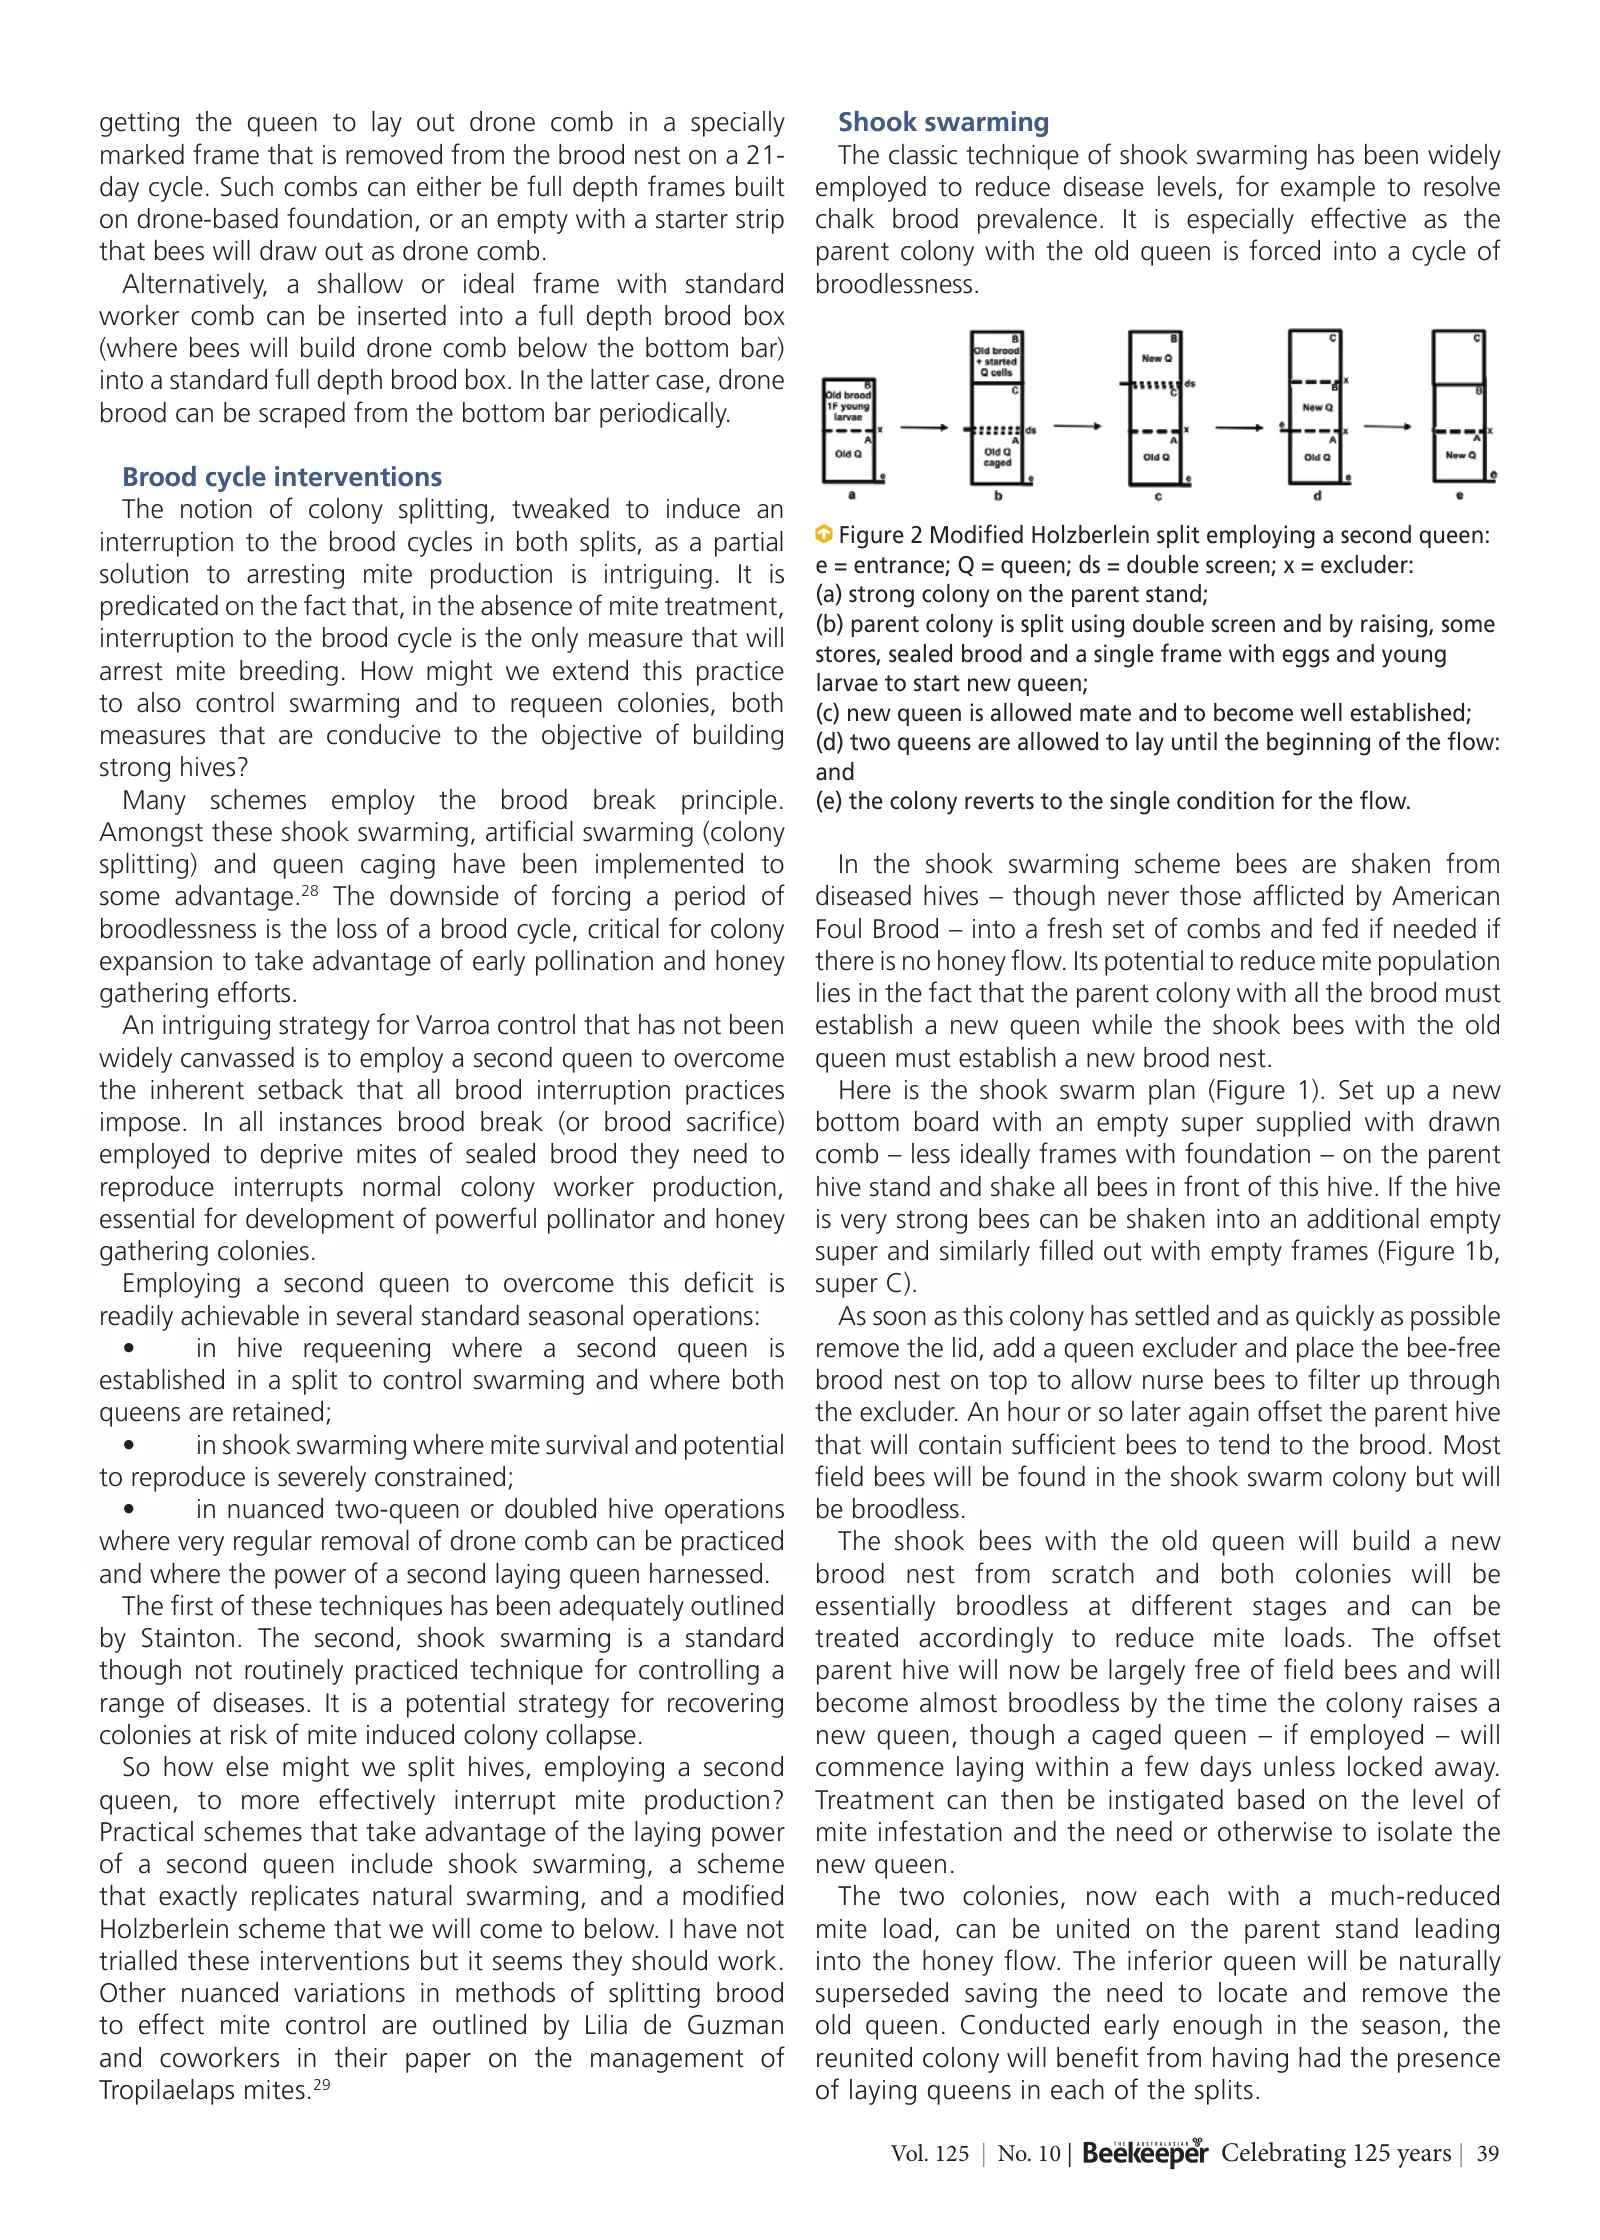 getting the queen to lay out drone comb in a specially
marked frame that is removed from the brood nest on a 21-
day cycle. Such combs can either be full depth frames built
on drone-based foundation, or an empty with a starter strip
that bees will draw out as drone comb.
Alternatively, a shallow or ideal frame with standard
worker comb can be inserted into a full depth brood box
(where bees will build drone comb below the bottom bar)
into a standard full depth brood box. In the latter case, drone
brood can be scraped from the bottom bar periodically.
Brood cycle interventions
The notion of colony splitting, tweaked to induce an
interruption to the brood cycles in both splits, as a partial
solution to arresting mite production is intriguing. It is
predicated on the fact that, in the absence of mite treatment,
interruption to the brood cycle is the only measure that will
arrest mite breeding. How might we extend this practice
to also control swarming and to requeen colonies, both
measures that are conducive to the objective of building
strong hives?
Many schemes employ the brood break principle.
Amongst these shook swarming, artificial swarming (colony
splitting) and queen caging have been implemented to
some advantage.28 The downside of forcing a period of
broodlessness is the loss of a brood cycle, critical for colony
expansion to take advantage of early pollination and honey
gathering efforts.
An intriguing strategy for Varroa control that has not been
widely canvassed is to employ a second queen to overcome
the inherent setback that all brood interruption practices
impose. In all instances brood break (or brood sacrifice)
employed to deprive mites of sealed brood they need to
reproduce interrupts normal colony worker production,
essential for development of powerful pollinator and honey
gathering colonies.
Employing a second queen to overcome this deficit is
readily achievable in several standard seasonal operations:
• in hive requeening where a second queen is
established in a split to control swarming and where both
queens are retained;
• in shook swarming where mite survival and potential
to reproduce is severely constrained;
• in nuanced two-queen or doubled hive operations
where very regular removal of drone comb can be practiced
and where the power of a second laying queen harnessed.
The first of these techniques has been adequately outlined
by Stainton. The second, shook swarming is a standard
though not routinely practiced technique for controlling a
range of diseases. It is a potential strategy for recovering
colonies at risk of mite induced colony collapse.
So how else might we split hives, employing a second
queen, to more effectively interrupt mite production?
Practical schemes that take advantage of the laying power
of a second queen include shook swarming, a scheme
that exactly replicates natural swarming, and a modified
Holzberlein scheme that we will come to below. I have not
trialled these interventions but it seems they should work.
Other nuanced variations in methods of splitting brood
to effect mite control are outlined by Lilia de Guzman
and coworkers in their paper on the management of
Tropilaelaps mites.29
Shook swarming
The classic technique of shook swarming has been widely
employed to reduce disease levels, for example to resolve
chalk brood prevalence. It is especially effective as the
parent colony with the old queen is forced into a cycle of
broodlessness.
B
Old brood
1F young
larvae
x
A
Old Q
e
a
B
Old brood
+ started
Q cells
C
ds
A
Old Q
caged
e
b
B
New Q
ds
C
x
A
Old Q
e
c
C
x
B
New Q
e
x
A
Old Q
e
d
C
B
x
A
New Q
e
e
Figure 2 Modified Holzberlein split employing a second queen:
e = entrance; Q = queen; ds = double screen; x = excluder:
(a) strong colony on the parent stand;
(b) parent colony is split using double screen and by raising, some
stores, sealed brood and a single frame with eggs and young
larvae to start new queen;
(c) new queen is allowed mate and to become well established;
(d) two queens are allowed to lay until the beginning of the flow:
and
(e) the colony reverts to the single condition for the flow.
In the shook swarming scheme bees are shaken from
diseased hives – though never those afflicted by American
Foul Brood – into a fresh set of combs and fed if needed if
there is no honey flow. Its potential to reduce mite population
lies in the fact that the parent colony with all the brood must
establish a new queen while the shook bees with the old
queen must establish a new brood nest.
Here is the shook swarm plan (Figure 1). Set up a new
bottom board with an empty super supplied with drawn
comb – less ideally frames with foundation – on the parent
hive stand and shake all bees in front of this hive. If the hive
is very strong bees can be shaken into an additional empty
super and similarly filled out with empty frames (Figure 1b,
super C).
As soon as this colony has settled and as quickly as possible
remove the lid, add a queen excluder and place the bee-free
brood nest on top to allow nurse bees to filter up through
the excluder. An hour or so later again offset the parent hive
that will contain sufficient bees to tend to the brood. Most
field bees will be found in the shook swarm colony but will
be broodless.
The shook bees with the old queen will build a new
brood nest from scratch and both colonies will be
essentially broodless at different stages and can be
treated accordingly to reduce mite loads. The offset
parent hive will now be largely free of field bees and will
become almost broodless by the time the colony raises a
new queen, though a caged queen – if employed – will
commence laying within a few days unless locked away.
Treatment can then be instigated based on the level of
mite infestation and the need or otherwise to isolate the
new queen.
The two colonies, now each with a much-reduced
mite load, can be united on the parent stand leading
into the honey flow. The inferior queen will be naturally
superseded saving the need to locate and remove the
old queen. Conducted early enough in the season, the
reunited colony will benefit from having had the presence
of laying queens in each of the splits.
Vol. 125 | No. 10 | THE AUSTRALASIAN Beekeeper Celebrating 125 years | 39